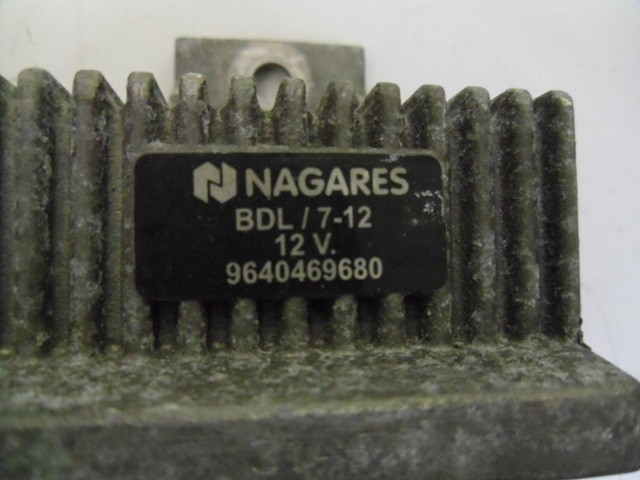 NAGARES
BDL / 7-12
12 V.
9640469680